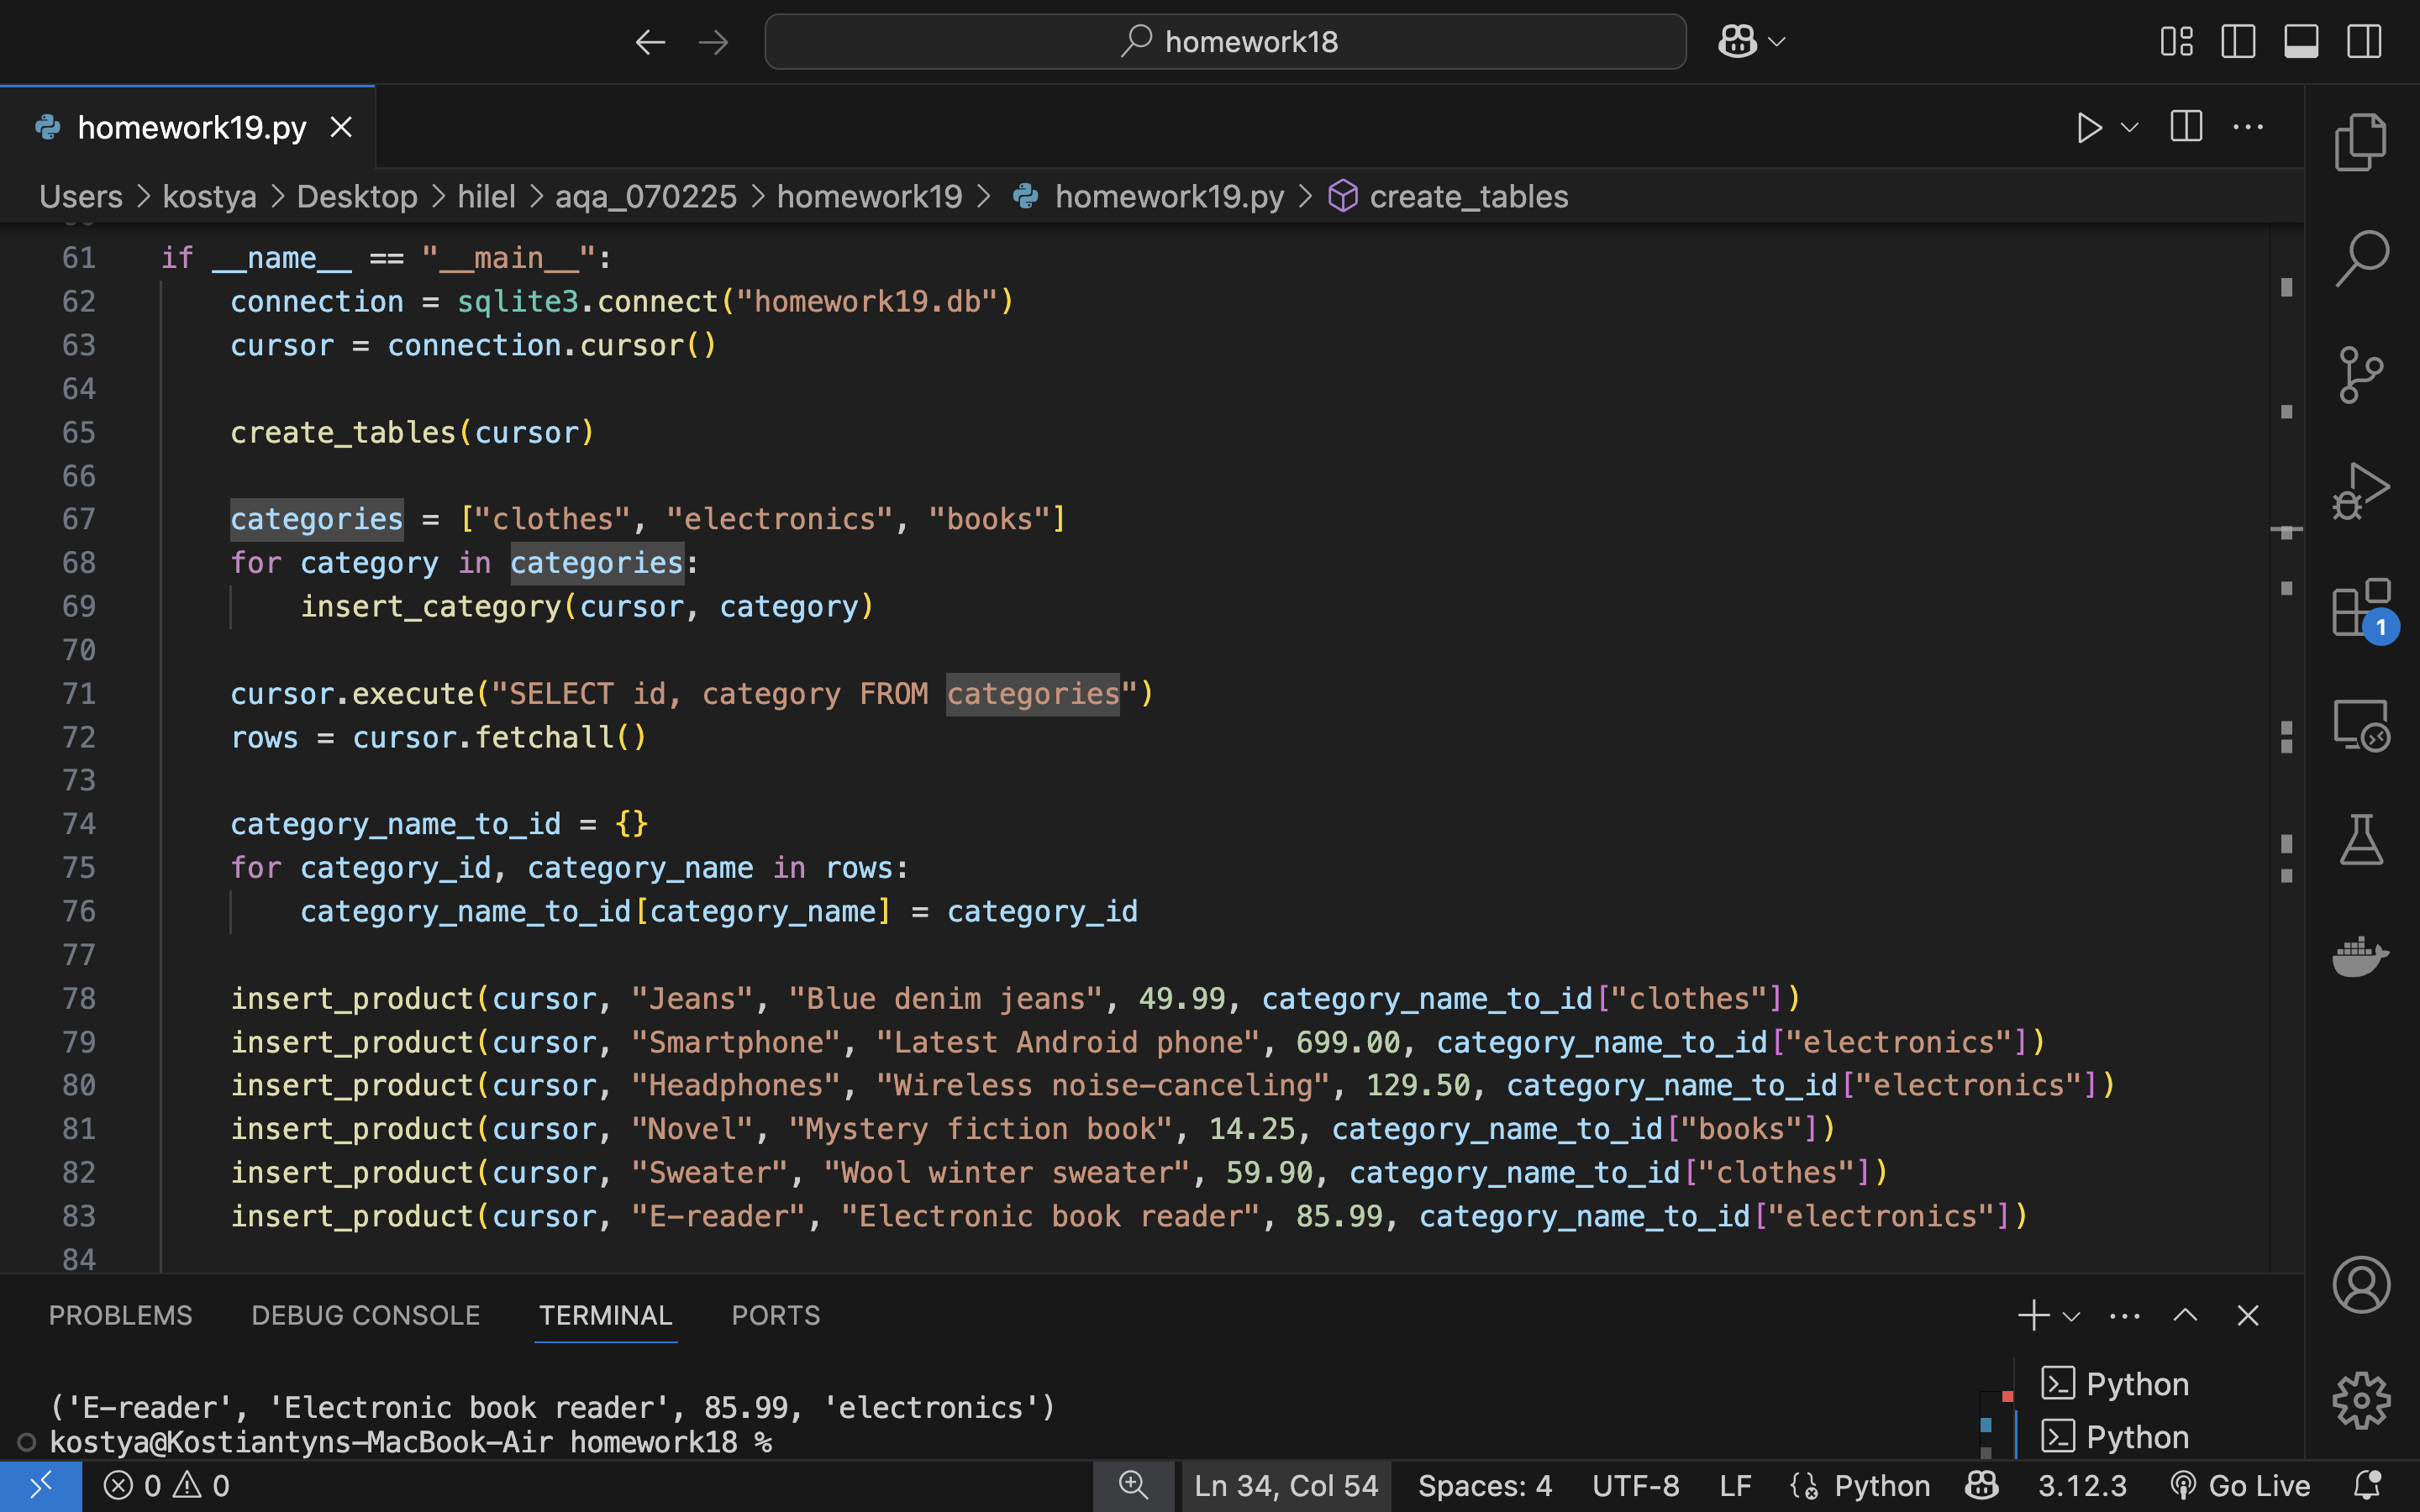 homework18
homework19.py
Users > kostya > Desktop > hilel > aqa_070225 > homework19 > homework19.py > create_tables
61 if __name__ == "__main__":
62 connection = sqlite3.connect("homework19.db")
63 cursor = connection.cursor()
64
65 create_tables(cursor)
66
67 categories = ["clothes", "electronics", "books"]
68 for category in categories:
69 insert_category(cursor, category)
70
71 cursor.execute("SELECT id, category FROM categories")
72 rows = cursor.fetchall()
73
74 category_name_to_id = {}
75 for category_id, category_name in rows:
76 category_name_to_id[category_name] = category_id
77
78 insert_product(cursor, "Jeans", "Blue denim jeans", 49.99, category_name_to_id["clothes"])
79 insert_product(cursor, "Smartphone", "Latest Android phone", 699.00, category_name_to_id["electronics"])
80 insert_product(cursor, "Headphones", "Wireless noise-canceling", 129.50, category_name_to_id["electronics"])
81 insert_product(cursor, "Novel", "Mystery fiction book", 14.25, category_name_to_id["books"])
82 insert_product(cursor, "Sweater", "Wool winter sweater", 59.90, category_name_to_id["clothes"])
83 insert_product(cursor, "E-reader", "Electronic book reader", 85.99, category_name_to_id["electronics"])
84
1
PROBLEMS DEBUG CONSOLE TERMINAL PORTS
('E-reader', 'Electronic book reader', 85.99, 'electronics')
kostya@Kostiantyns-MacBook-Air homework18 %
Python
Python
0 0 Ln 34, Col 54 Spaces: 4 UTF-8 LF Python 3.12.3 Go Live